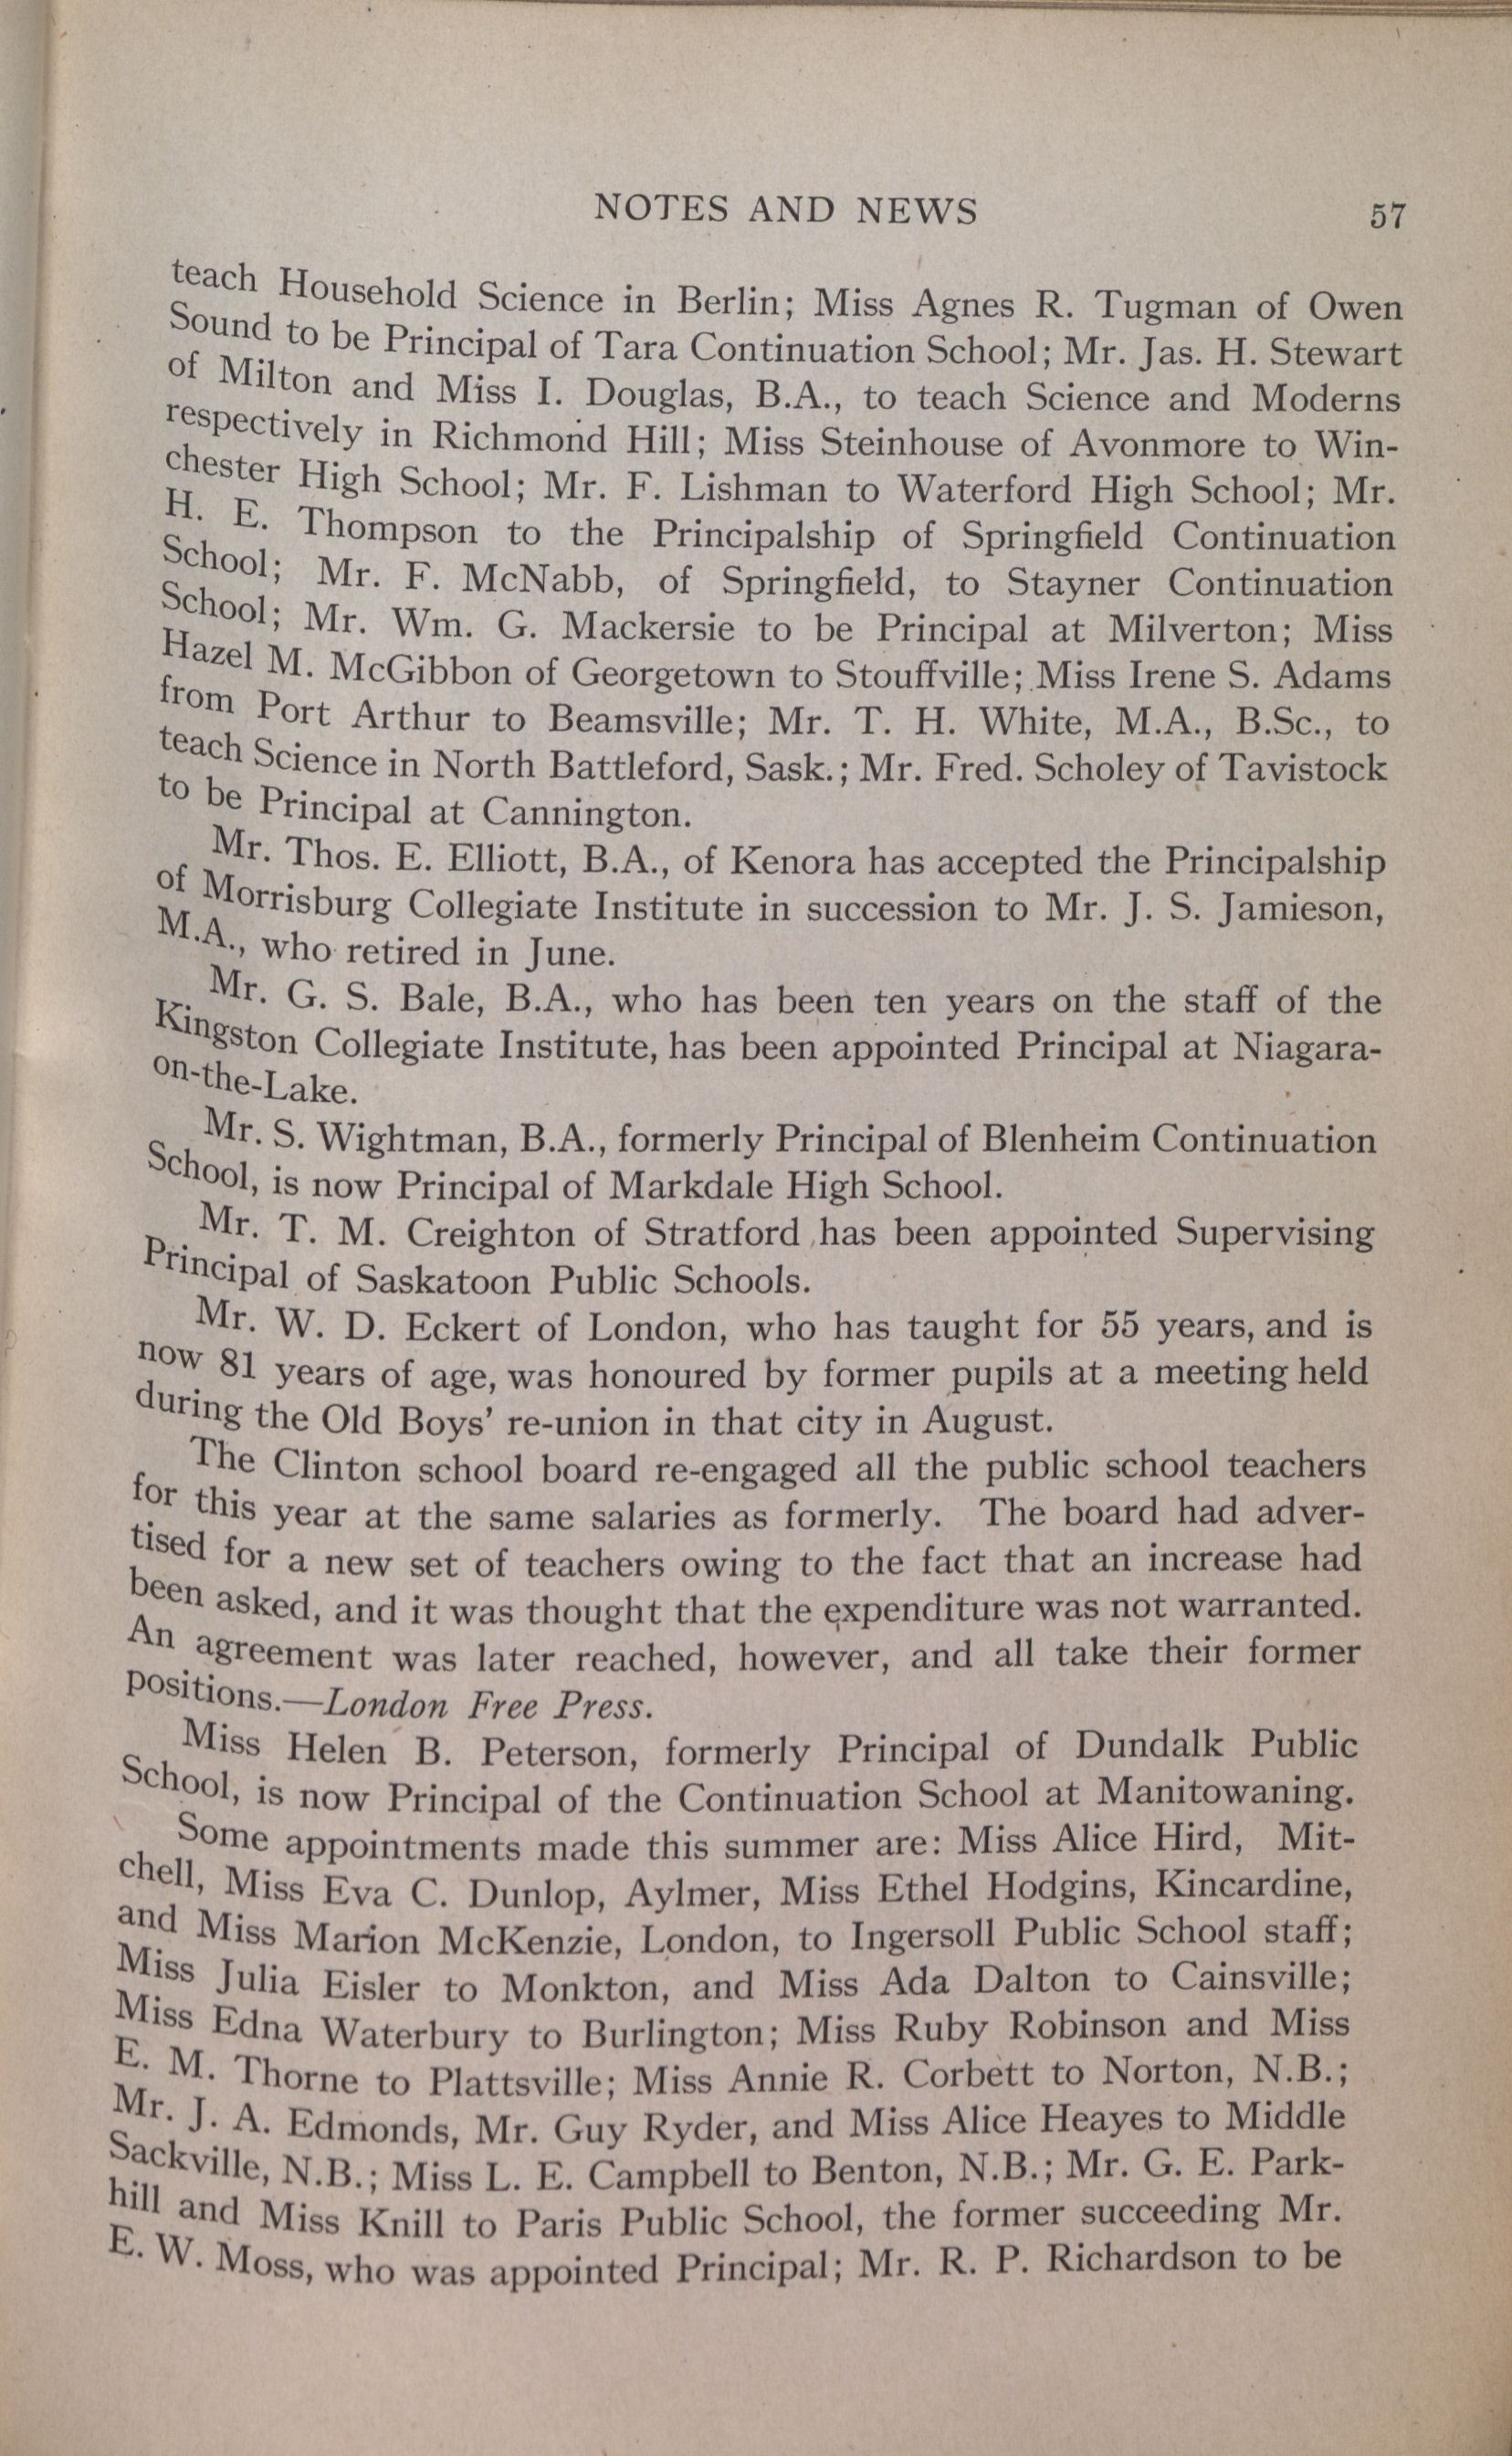 NOTES AND NEWS 57
teach Household Science in Berlin; Miss Agnes R. Tugman of Owen
Sound to be Principal of Tara Continuation School; Mr. Jas. H. Stewart
of Milton and Miss I. Douglas, B.A., to teach Science and Moderns
respectively in Richmond Hill; Miss Steinhouse of Avonmore to Win-
chester High School; Mr. F. Lishman to Waterford High School; Mr.
H. E. Thompson to the Principalship of Springfield Continuation
School; Mr. F. McNabb, of Springfield, to Stayner Continuation
School; Mr. Wm. G. Mackersie to be Principal at Milverton; Miss
Hazel M. McGibbon of Georgetown to Stouffville; Miss Irene S. Adams
from Port Arthur to Beamsville; Mr. T. H. White, M.A., B.Sc., to
teach Science in North Battleford, Sask.; Mr. Fred. Scholey of Tavistock
to be Principal at Cannington.
Mr. Thos. E. Elliott, B.A., of Kenora has accepted the Principalship
of Morrisburg Collegiate Institute in succession to Mr. J. S. Jamieson,
M.A., who retired in June.
Mr. G. S. Bale, B.A., who has been ten years on the staff of the
Kingston Collegiate Institute, has been appointed Principal at Niagara-
on-the-Lake.
Mr. S. Wightman, B.A., formerly Principal of Blenheim Continuation
School, is now Principal of Markdale High School.
Mr. T. M. Creighton of Stratford has been appointed Supervising
Principal of Saskatoon Public Schools.
Mr. W. D. Eckert of London, who has taught for 55 years, and is
now 81 years of age, was honoured by former pupils at a meeting held
during the Old Boys' re-union in that city in August.
The Clinton school board re-engaged all the public school teachers
for this year at the same salaries as formerly. The board had adver-
tised for a new set of teachers owing to the fact that an increase had
been asked, and it was thought that the expenditure was not warranted.
An agreement was later reached, however, and all take their former
positions.—London Free Press.
Miss Helen B. Peterson, formerly Principal of Dundalk Public
School, is now Principal of the Continuation School at Manitowaning.
Some appointments made this summer are: Miss Alice Hird, Mit-
chell, Miss Eva C. Dunlop, Aylmer, Miss Ethel Hodgins, Kincardine,
and Miss Marion McKenzie, London, to Ingersoll Public School staff;
Miss Julia Eisler to Monkton, and Miss Ada Dalton to Cainsville;
Miss Edna Waterbury to Burlington; Miss Ruby Robinson and Miss
E. M. Thorne to Plattsville; Miss Annie R. Corbett to Norton, N.B.;
Mr. J. A. Edmonds, Mr. Guy Ryder, and Miss Alice Heayes to Middle
Sackville, N.B.; Miss L. E. Campbell to Benton, N.B.; Mr. G. E. Park-
hill and Miss Knill to Paris Public School, the former succeeding Mr.
E. W. Moss, who was appointed Principal; Mr. R. P. Richardson to be